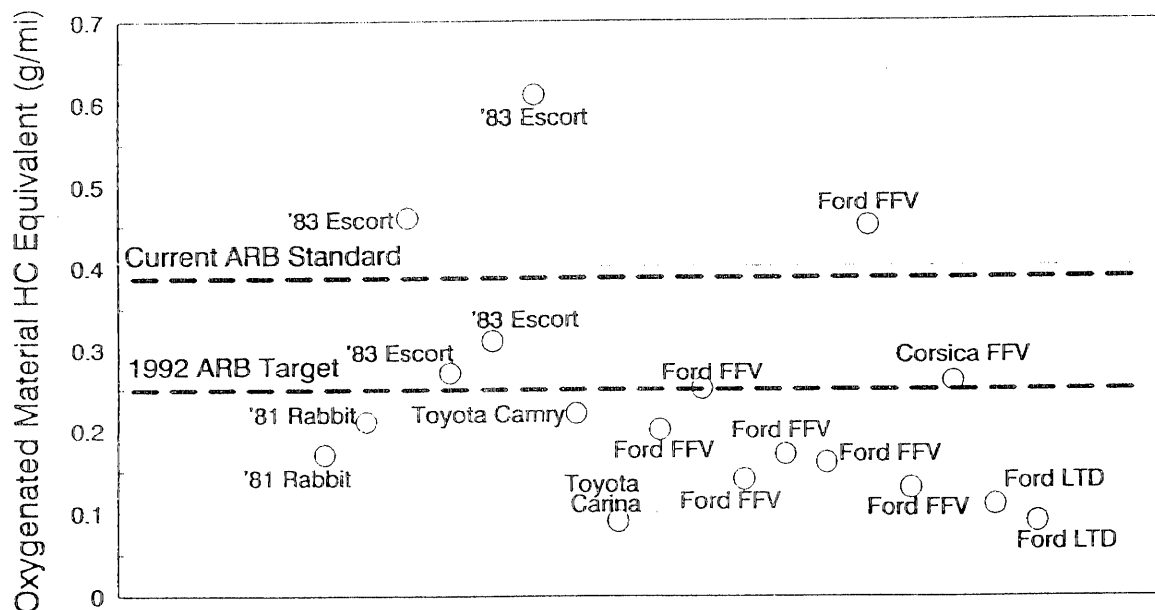 Oxygenated Material HC Equivalent (g/mi)
0.7
0.6
0.5
0.4
0.3
0.2
0.1
0
'83 Escort
'83 Escort
Ford FFV
Current ARB Standard
'83 Escort
'83 Escort
Corsica FFV
1992 ARB Target
Ford FFV
'81 Rabbit
Toyota Camry
Ford FFV
Ford FFV
Ford FFV
'81 Rabbit
Toyota
Carina
Ford FFV
Ford FFV
Ford LTD
Ford LTD